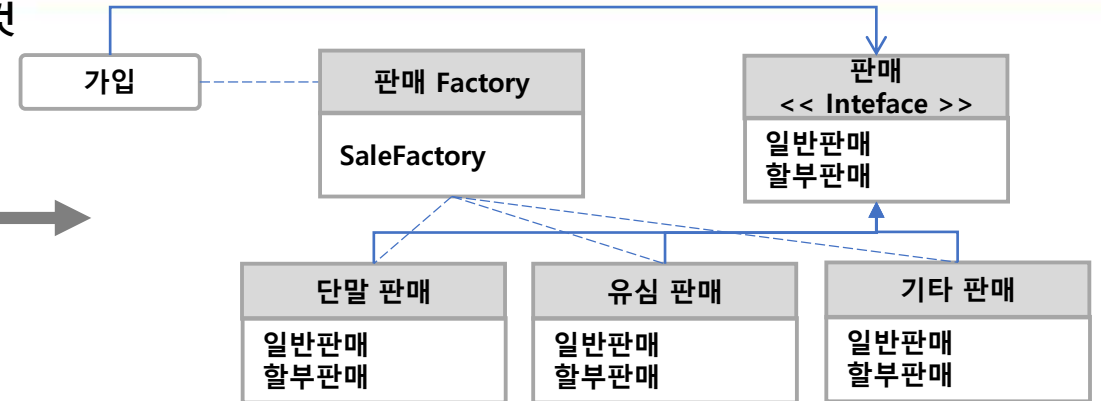 것
가입
판매 Factory
SaleFactory
판매
<< Inteface >>
일반판매
할부판매
단말 판매
일반판매
할부판매
유심 판매
일반판매
할부판매
기타 판매
일반판매
할부판매